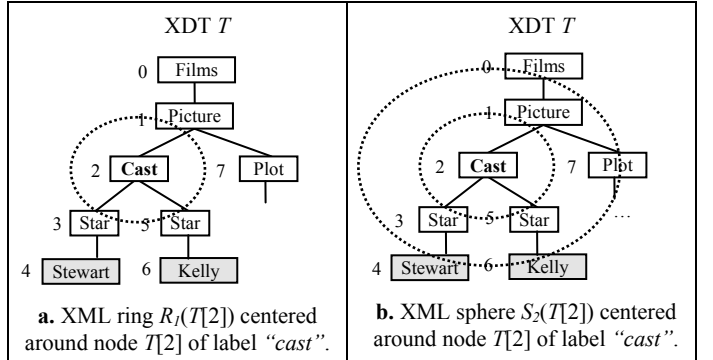 XDT T
0 Films
1 Picture
2 Cast 7 Plot
3 Star 5 Star
4 Stewart 6 Kelly
a. XML ring R1(T[2]) centered
around node T[2] of label “cast”.
XDT T
0 Films
1 Picture
2 Cast 7 Plot
3 Star 5 Star …
4 Stewart 6 Kelly
b. XML sphere S2(T[2]) centered
around node T[2] of label “cast”.